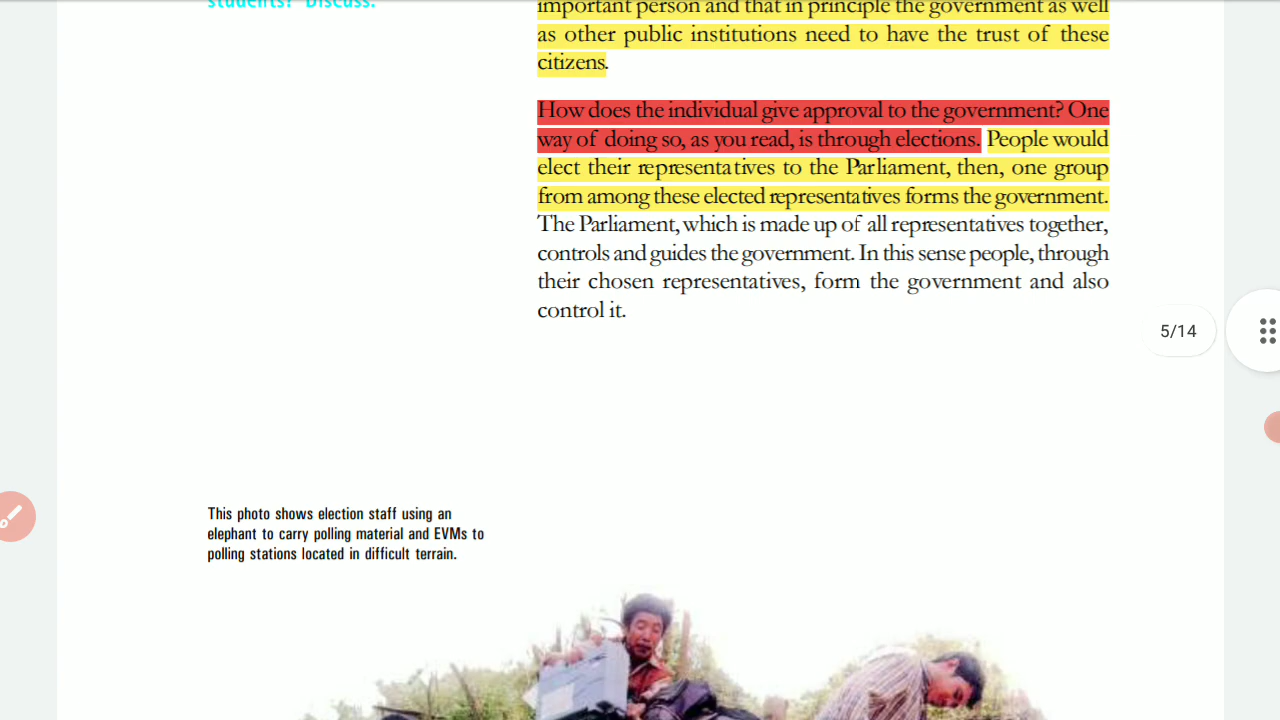 students? Discuss.
important person and that in principle the government as well
as other public institutions need to have the trust of these
citizens.
How does the individual give approval to the government? One
way of doing so, as you read, is through elections. People would
elect their representatives to the Parliament, then, one group
from among these elected representatives forms the government.
The Parliament, which is made up of all representatives together,
controls and guides the government. In this sense people, through
their chosen representatives, form the government and also
control it.
5/14
This photo shows election staff using an
elephant to carry polling material and EVMs to
polling stations located in difficult terrain.